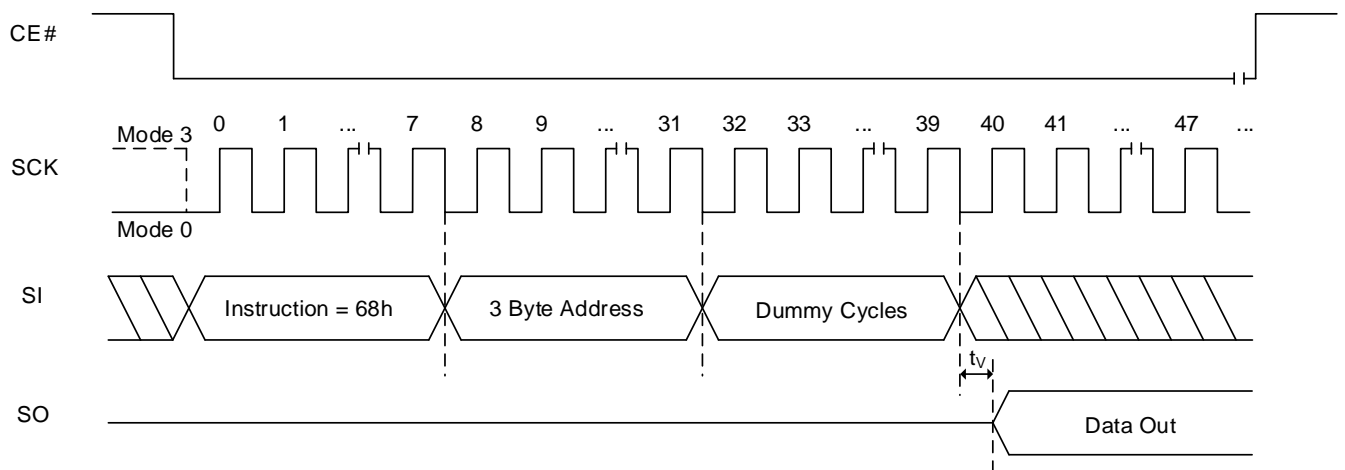 CE#
SCK
Mode 3
0 1 ... 7 8 9 ... 31 32 33 ... 39 40 41 ... 47 ...
Mode 0
SI
Instruction = 68h
3 Byte Address
Dummy Cycles
tV
SO
Data Out